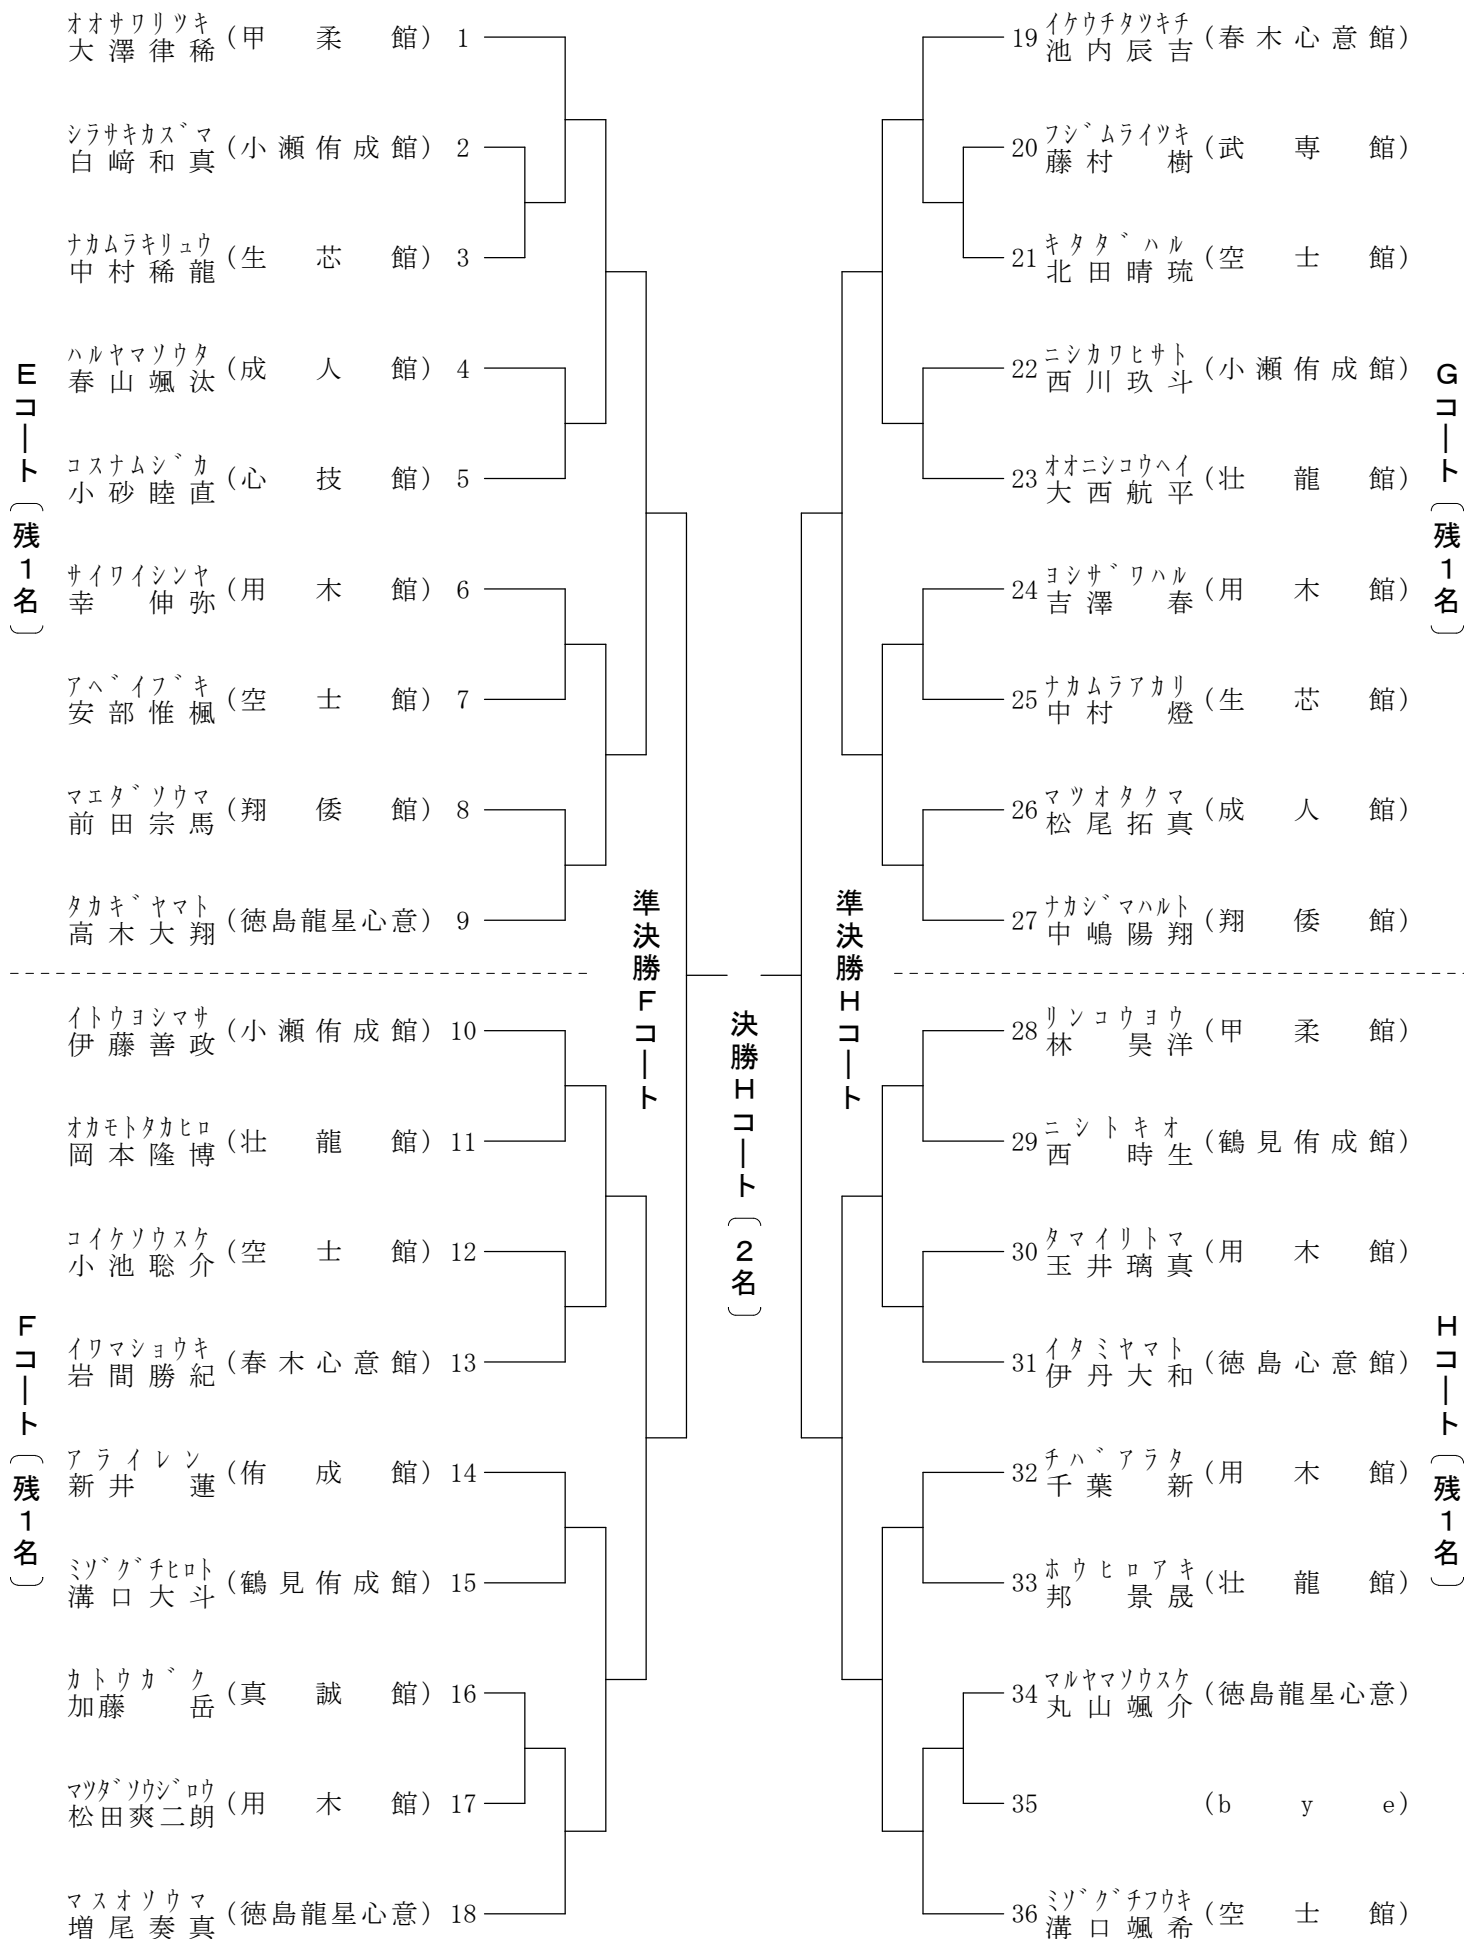 オオサワリツキ
大澤律稀 (甲柔館) 1
シラサキカズマ
白﨑和真 (小瀬侑成館) 2
ナカムラキリュウ
中村稀龍 (生芯館) 3
ハルヤマソウタ
春山颯汰 (成人館) 4
コスナムジカ
小砂睦直 (心技館) 5
サイワイシンヤ
幸伸弥 (用木館) 6
アベイブキ
安部惟楓 (空士館) 7
マエダソウマ
前田宗馬 (翔倭館) 8
タカギヤマト
高木大翔 (徳島龍星心意) 9
Eコート〔残1名〕
イトウヨシマサ
伊藤善政 (小瀬侑成館) 10
オカモトタカヒロ
岡本隆博 (壮龍館) 11
コイケソウスケ
小池聡介 (空士館) 12
イワマショウキ
岩間勝紀 (春木心意館) 13
アライレン
新井蓮 (侑成館) 14
ミゾグチヒロト
溝口大斗 (鶴見侑成館) 15
カトウガク
加藤岳 (真誠館) 16
マツダソウジロウ
松田爽二朗 (用木館) 17
マスオソウマ
増尾奏真 (徳島龍星心意) 18
Fコート〔残1名〕
準決勝Fコート
決勝Hコート〔2名〕
準決勝Hコート
イケウチタツキチ
19 池内辰吉 (春木心意館)
フジムライツキ
20 藤村樹 (武専館)
キタダハル
21 北田晴琉 (空士館)
ニシカワヒサト
22 西川玖斗 (小瀬侑成館)
オオニシコウヘイ
23 大西航平 (壮龍館)
ヨシザワハル
24 吉澤春 (用木館)
ナカムラアカリ
25 中村燈 (生芯館)
マツオタクマ
26 松尾拓真 (成人館)
ナカジマハルト
27 中嶋陽翔 (翔倭館)
Gコート〔残1名〕
リンコウヨウ
28 林昊洋 (甲柔館)
ニシトキオ
29 西時生 (鶴見侑成館)
タマイリトマ
30 玉井璃真 (用木館)
イタミヤマト
31 伊丹大和 (徳島心意館)
チバアラタ
32 千葉新 (用木館)
ホウヒロアキ
33 邦景晟 (壮龍館)
マルヤマソウスケ
34 丸山颯介 (徳島龍星心意)
35 (bye)
ミゾグチフウキ
36 溝口颯希 (空士館)
Hコート〔残1名〕